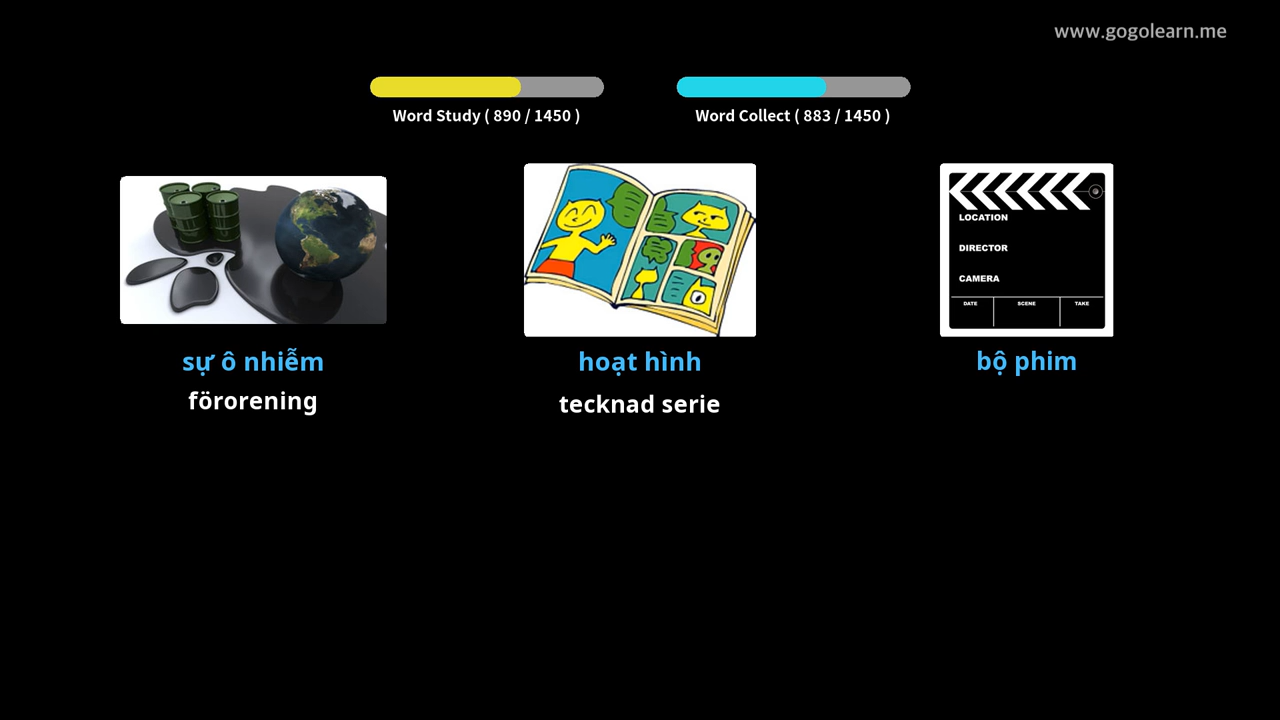 www.gogolearn.me
Word Study ( 890 / 1450 )
Word Collect ( 883 / 1450 )
LOCATION
DIRECTOR
CAMERA
DATE SCENE TAKE
sự ô nhiễm
hoạt hình
bộ phim
förorening
tecknad serie